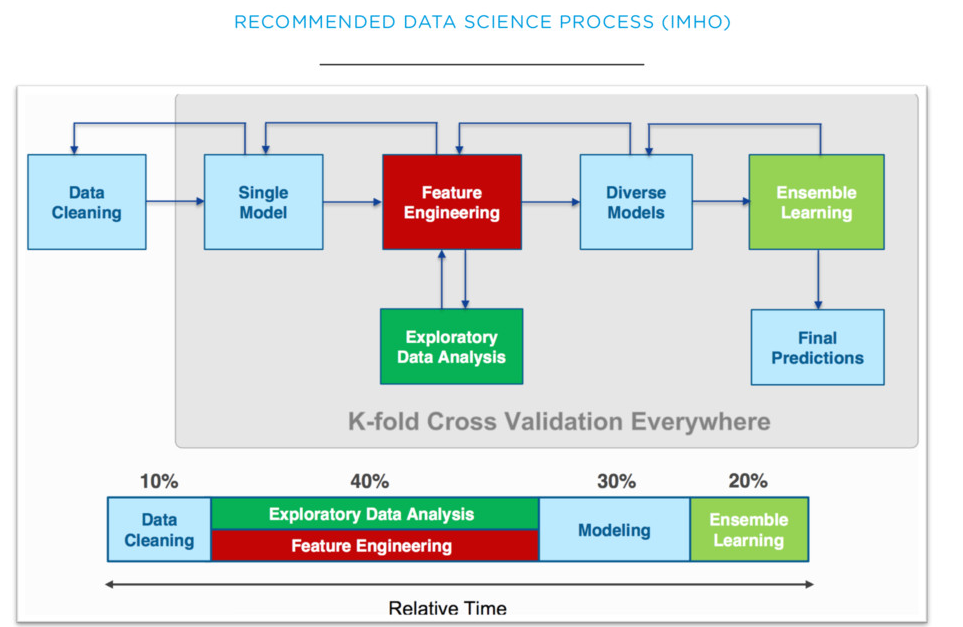 RECOMMENDED DATA SCIENCE PROCESS (IMHO)
Data
Cleaning
Single
Model
Feature
Engineering
Diverse
Models
Ensemble
Learning
Exploratory
Data Analysis
Final
Predictions
K-fold Cross Validation Everywhere
10%
40%
30%
20%
Data
Cleaning
Exploratory Data Analysis
Feature Engineering
Modeling
Ensemble
Learning
Relative Time